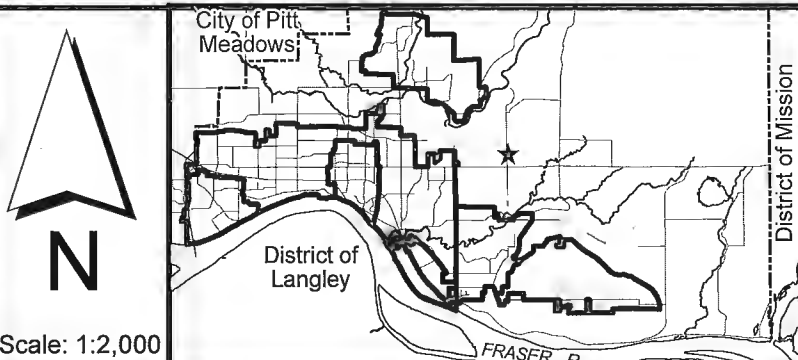 City of Pitt
Meadows
N
Scale: 1:2,000
District of
Langley
FRASER R.
District of Mission